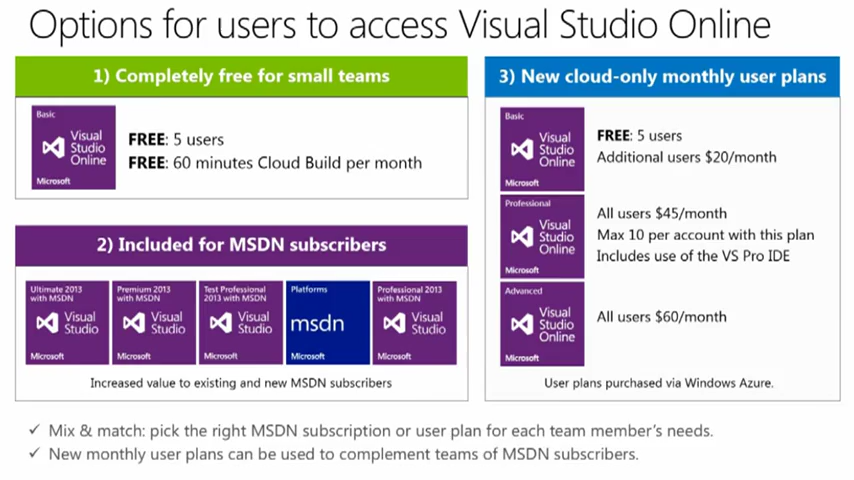 Options for users to access Visual Studio Online
1) Completely free for small teams
Basic
Visual
Studio
Online
Microsoft
FREE: 5 users
FREE: 60 minutes Cloud Build per month
2) Included for MSDN subscribers
Ultimate 2013
with MSDN
Visual
Studio
Microsoft
Premium 2013
with MSDN
Visual
Studio
Microsoft
Test Professional
2013 with MSDN
Visual
Studio
Microsoft
Platforms
msdn
Microsoft
Professional 2013
with MSDN
Visual
Studio
Microsoft
Increased value to existing and new MSDN subscribers
3) New cloud-only monthly user plans
Basic
Visual
Studio
Online
Microsoft
FREE: 5 users
Additional users $20/month
Professional
Visual
Studio
Online
Microsoft
All users $45/month
Max 10 per account with this plan
Includes use of the VS Pro IDE
Advanced
Visual
Studio
Online
Microsoft
All users $60/month
User plans purchased via Windows Azure.
✓ Mix & match: pick the right MSDN subscription or user plan for each team member's needs.
✓ New monthly user plans can be used to complement teams of MSDN subscribers.